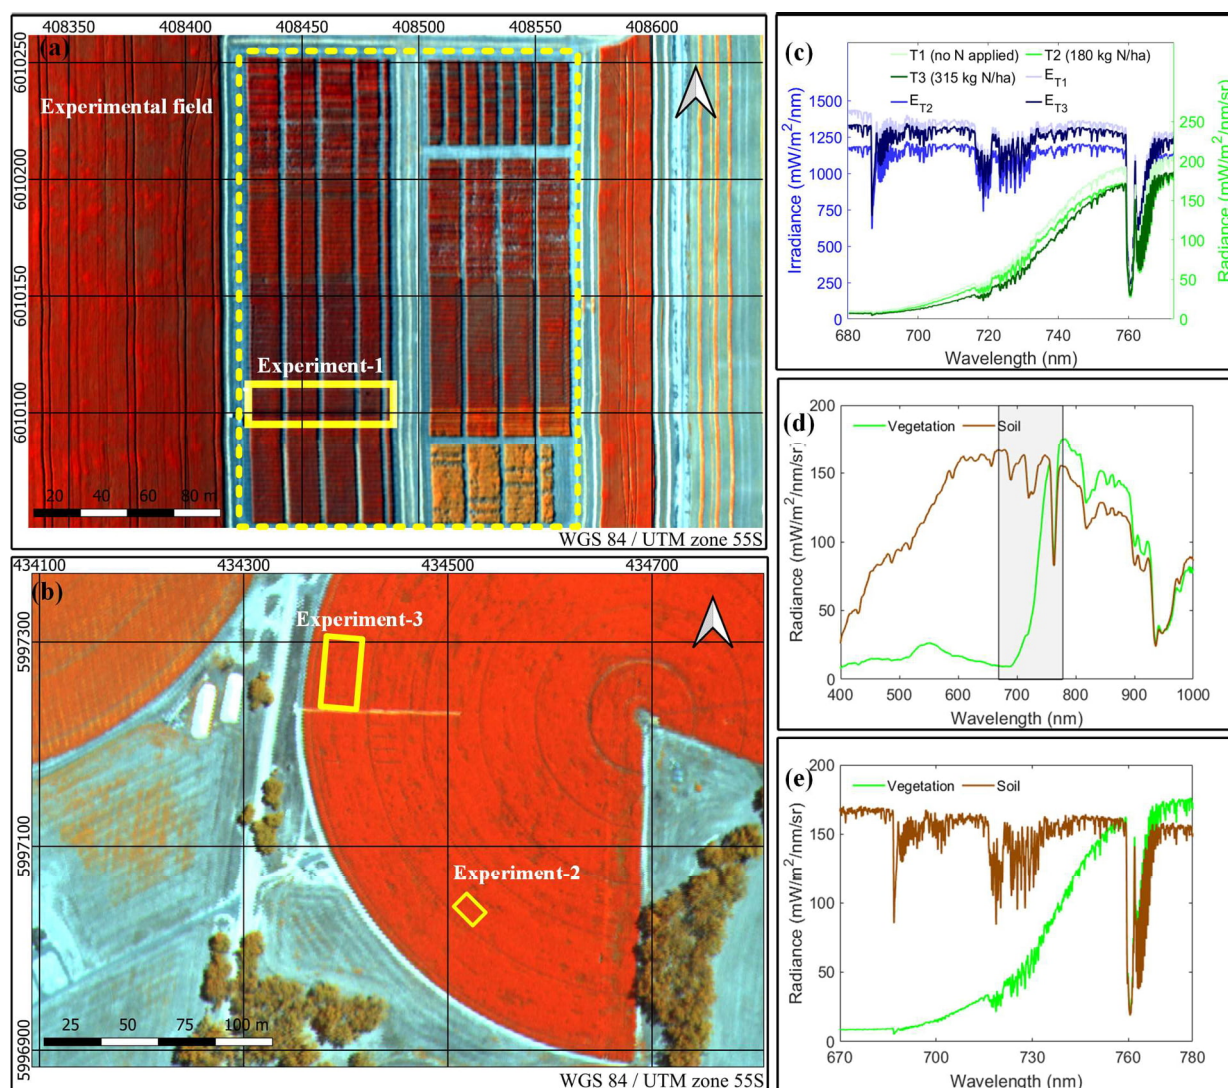 408350 408400 408450 408500 408550 408600
(a)
Experimental field
Experiment-1
6010250
6010200
6010150
6010100
20 40 60 80 m
WGS 84 / UTM zone 55S
434100 434300 434500 434700
(b)
Experiment-3
Experiment-2
5997300
5997100
5996900
25 50 75 100 m
WGS 84 / UTM zone 55S
(c)
T1 (no N applied) T2 (180 kg N/ha)
T3 (315 kg N/ha) E_T1
E_T2 E_T3
Irradiance (mW/m²/nm)
1500
1250
1000
750
500
250
0
Radiance (mW/m²/nm/sr)
250
200
150
100
50
0
680 700 720 740 760
Wavelength (nm)
(d)
Vegetation Soil
Radiance (mW/m²/nm/sr)
200
150
100
50
0
400 500 600 700 800 900 1000
Wavelength (nm)
(e)
Vegetation Soil
Radiance (mW/m²/nm/sr)
200
150
100
50
0
670 700 730 760 780
Wavelength (nm)